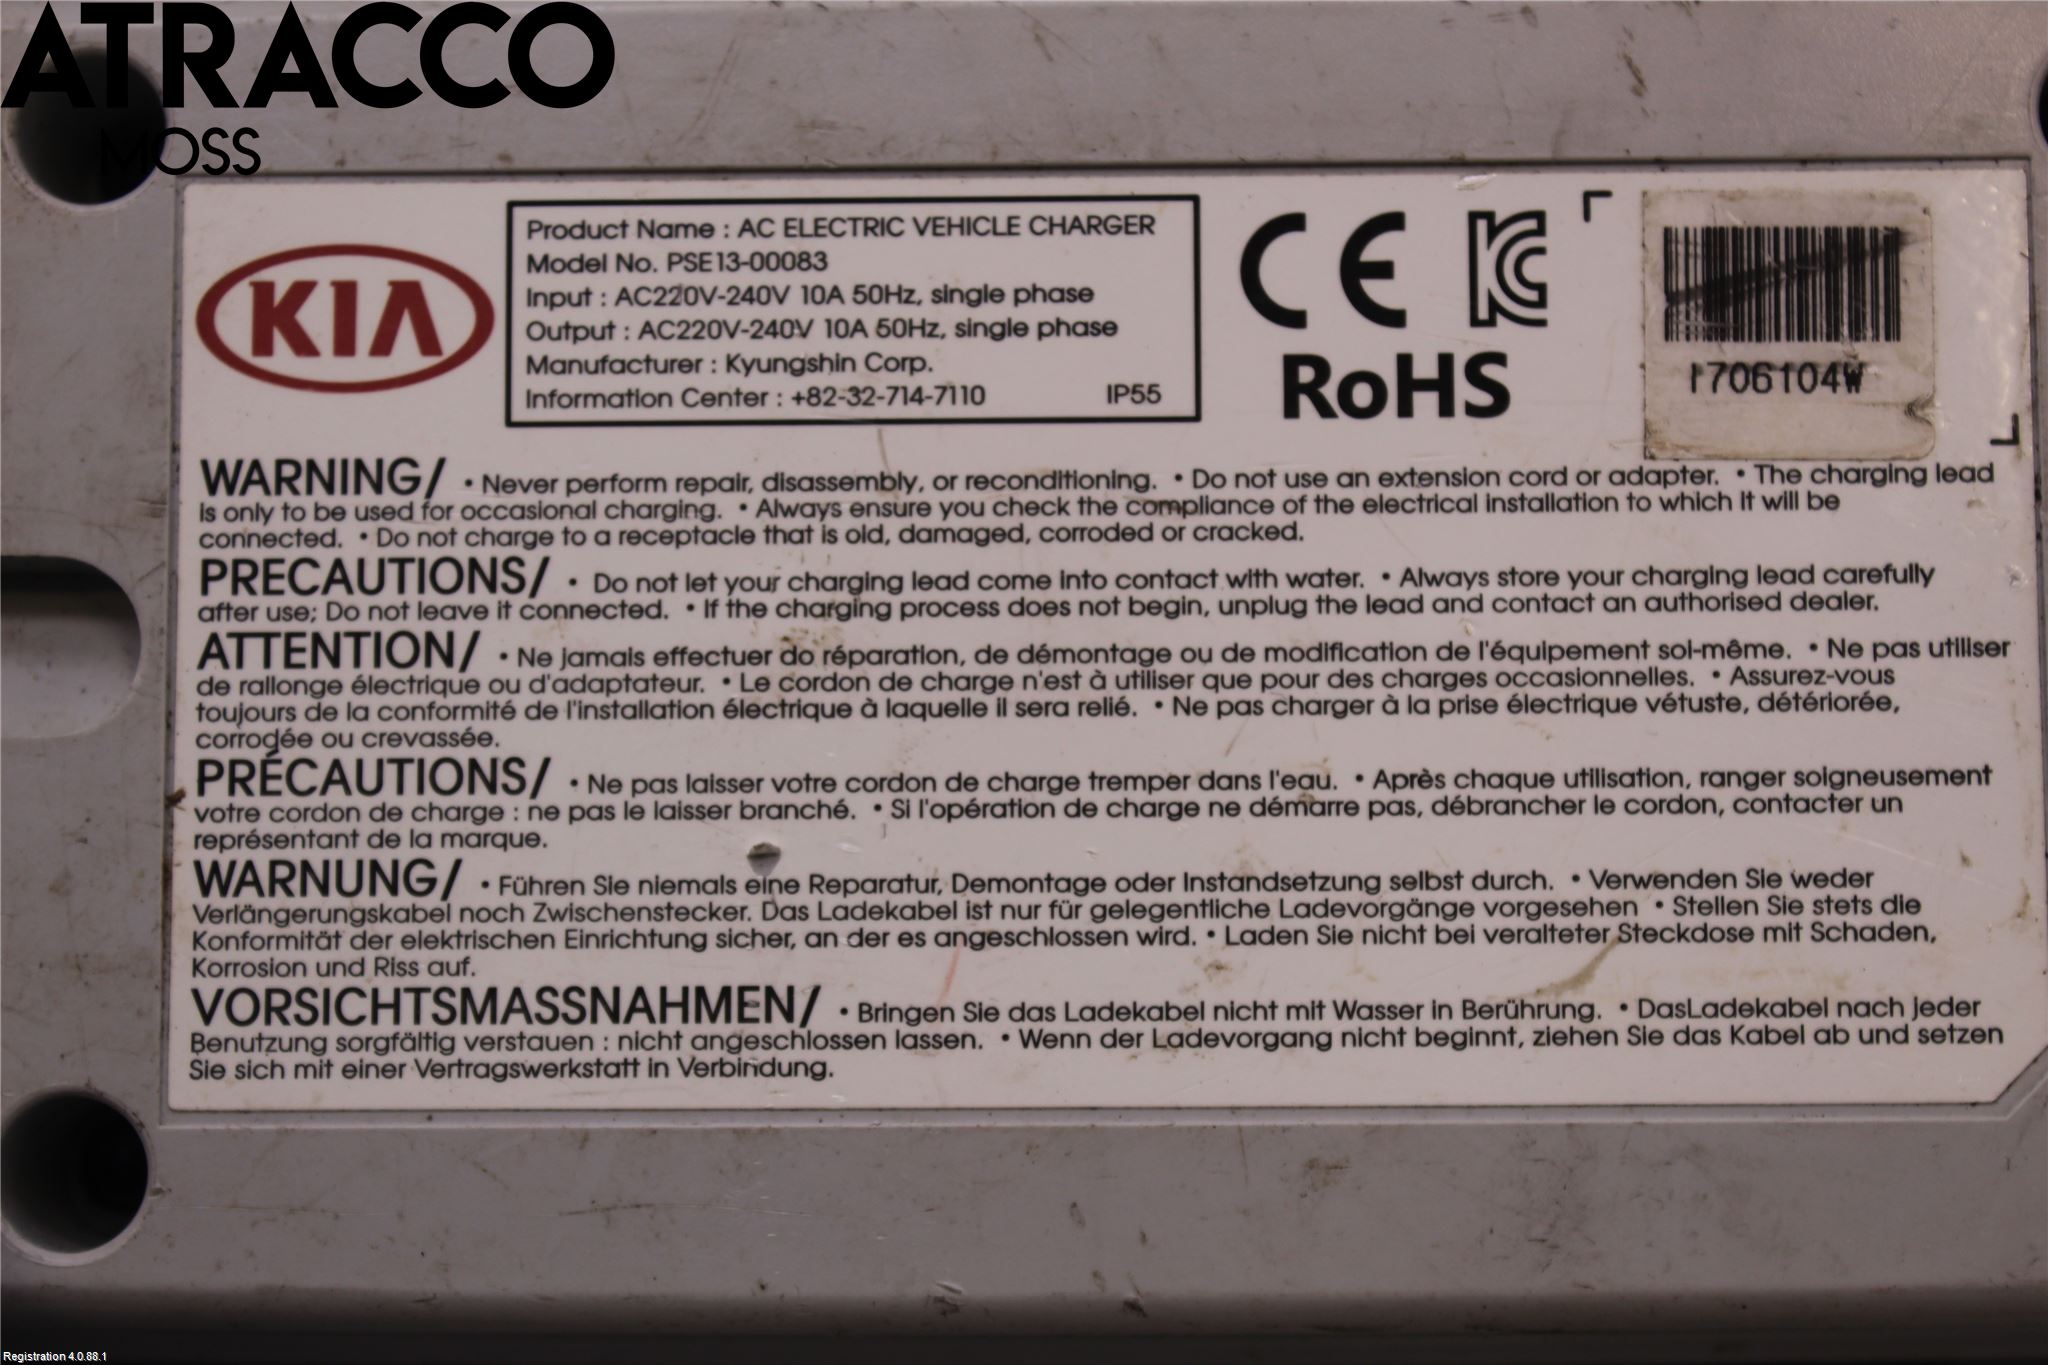 ATRACCO
MOSS
KIA
Product Name : AC ELECTRIC VEHICLE CHARGER
Model No. PSE13-00083
Input : AC220V-240V 10A 50Hz, single phase
Output : AC220V-240V 10A 50Hz, single phase
Manufacturer : Kyungshin Corp.
Information Center : +82-32-714-7110 IP55
CE KC
RoHS
1706104W
WARNING/ • Never perform repair, disassembly, or reconditioning. • Do not use an extension cord or adapter. • The charging lead
is only to be used for occasional charging. • Always ensure you check the compliance of the electrical installation to which it will be
connected. • Do not charge to a receptacle that is old, damaged, corroded or cracked.
PRECAUTIONS/ • Do not let your charging lead come into contact with water. • Always store your charging lead carefully
after use; Do not leave it connected. • If the charging process does not begin, unplug the lead and contact an authorised dealer.
ATTENTION/ • Ne jamais effectuer do réparation, de démontage ou de modification de l'équipement soi-même. • Ne pas utiliser
de rallonge électrique ou d'adaptateur. • Le cordon de charge n'est à utiliser que pour des charges occasionnelles. • Assurez-vous
toujours de la conformité de l'installation électrique à laquelle il sera relié. • Ne pas charger à la prise électrique vétuste, détériorée,
corrodée ou crevassée.
PRÉCAUTIONS/ • Ne pas laisser votre cordon de charge tremper dans l'eau. • Après chaque utilisation, ranger soigneusement
votre cordon de charge : ne pas le laisser branché. • Si l'opération de charge ne démarre pas, débrancher le cordon, contacter un
représentant de la marque.
WARNUNG/ • Führen Sie niemals eine Reparatur, Demontage oder Instandsetzung selbst durch. • Verwenden Sie weder
Verlängerungskabel noch Zwischenstecker. Das Ladekabel ist nur für gelegentliche Ladevorgänge vorgesehen • Stellen Sie stets die
Konformität der elektrischen Einrichtung sicher, an der es angeschlossen wird. • Laden Sie nicht bei veralteter Steckdose mit Schaden,
Korrosion und Riss auf.
VORSICHTSMASSNAHMEN/ • Bringen Sie das Ladekabel nicht mit Wasser in Berührung. • DasLadekabel nach jeder
Benutzung sorgfältig verstauen : nicht angeschlossen lassen. • Wenn der Ladevorgang nicht beginnt, ziehen Sie das Kabel ab und setzen
Sie sich mit einer Vertragswerkstatt in Verbindung.
Registration 4.0.88.1